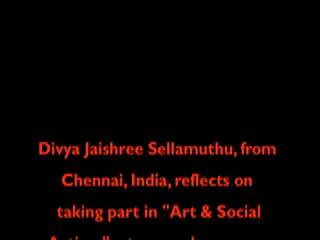 Divya Jaishree Sellamuthu, from
Chennai, India, reflects on
taking part in "Art & Social